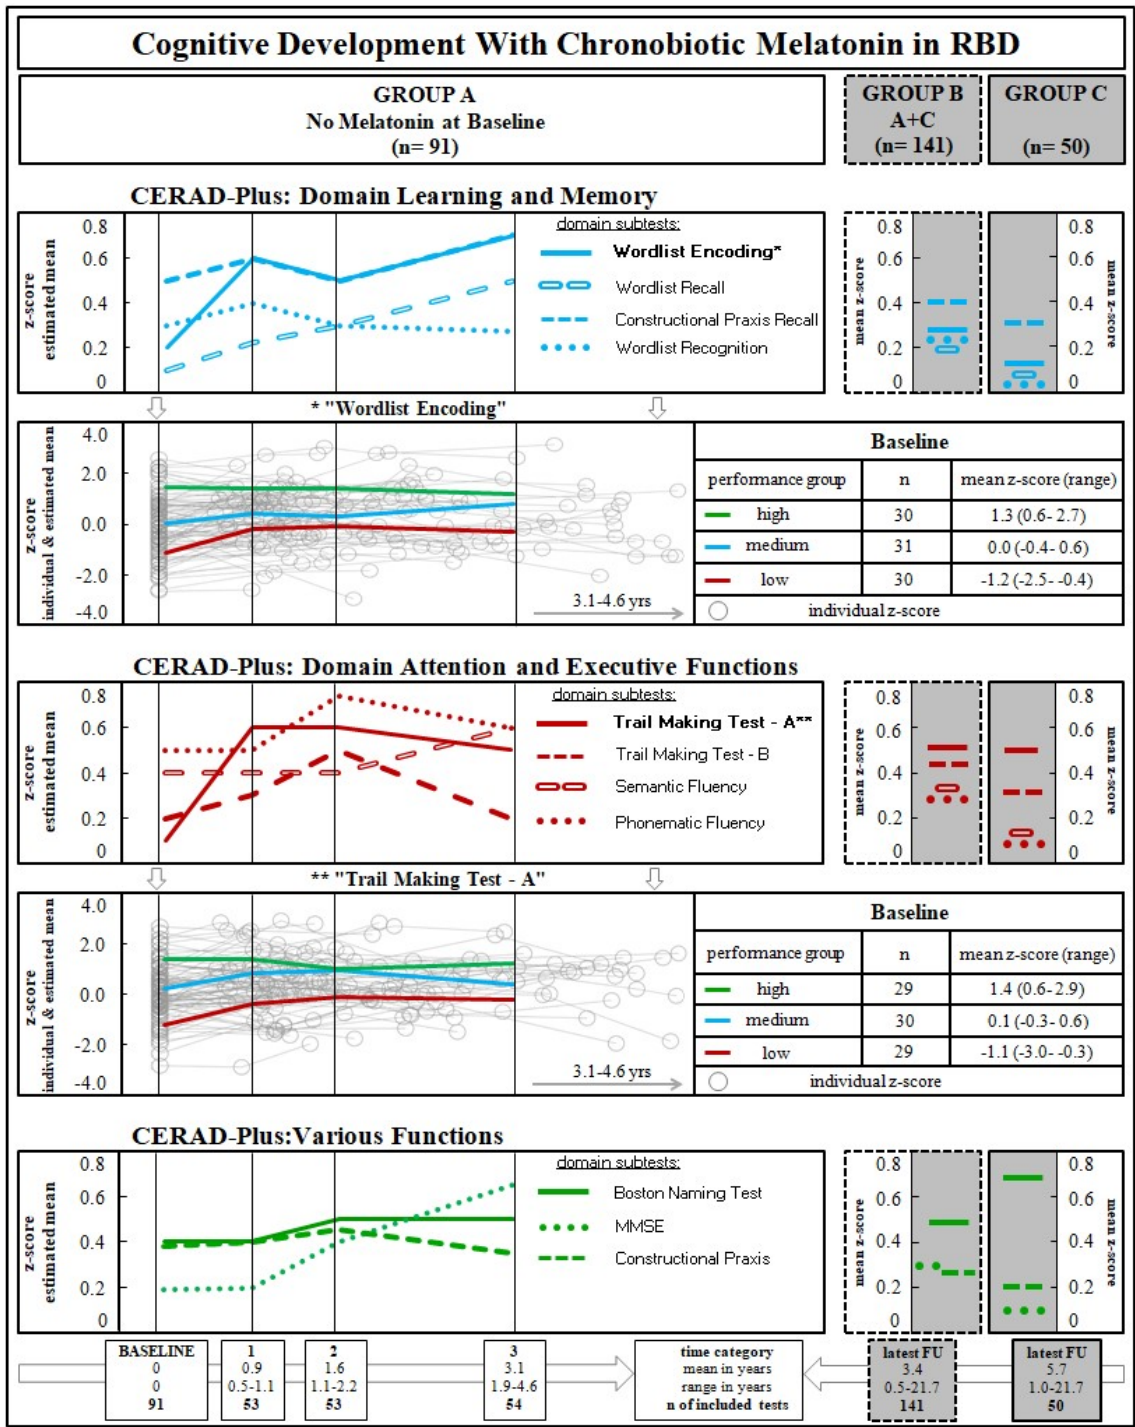 Cognitive Development With Chronobiotic Melatonin in RBD
GROUP A
No Melatonin at Baseline
(n= 91)
GROUP B
A+C
(n= 141)
GROUP C
(n= 50)
CERAD-Plus: Domain Learning and Memory
z-score
estimated mean
0.8
0.6
0.4
0.2
0
domain subtests:
Wordlist Encoding*
Wordlist Recall
Constructional Praxis Recall
Wordlist Recognition
mean z-score
0.8
0.6
0.4
0.2
0
0.8
0.6
0.4
0.2
0
mean z-score
* "Wordlist Encoding"
z-score
individual & estimated mean
4.0
2.0
0.0
-2.0
-4.0
3.1-4.6 yrs
Baseline
performance group n mean z-score (range)
high 30 1.3 (0.6- 2.7)
medium 31 0.0 (-0.4- 0.6)
low 30 -1.2 (-2.5- -0.4)
individual z-score
CERAD-Plus: Domain Attention and Executive Functions
z-score
estimated mean
0.8
0.6
0.4
0.2
0
domain subtests:
Trail Making Test - A**
Trail Making Test - B
Semantic Fluency
Phonematic Fluency
mean z-score
0.8
0.6
0.4
0.2
0
0.8
0.6
0.4
0.2
0
mean z-score
** "Trail Making Test - A"
z-score
individual & estimated mean
4.0
2.0
0.0
-2.0
-4.0
3.1-4.6 yrs
Baseline
performance group n mean z-score (range)
high 29 1.4 (0.6- 2.9)
medium 30 0.1 (-0.3- 0.6)
low 29 -1.1 (-3.0- -0.3)
individual z-score
CERAD-Plus:Various Functions
z-score
estimated mean
0.8
0.6
0.4
0.2
0
domain subtests:
Boston Naming Test
MMSE
Constructional Praxis
mean z-score
0.8
0.6
0.4
0.2
0
0.8
0.6
0.4
0.2
0
mean z-score
BASELINE 1 2 3 time category latest FU latest FU
0 0.9 1.6 3.1 mean in years 3.4 5.7
0 0.5-1.1 1.1-2.2 1.9-4.6 range in years 0.5-21.7 1.0-21.7
91 53 53 54 n of included tests 141 50